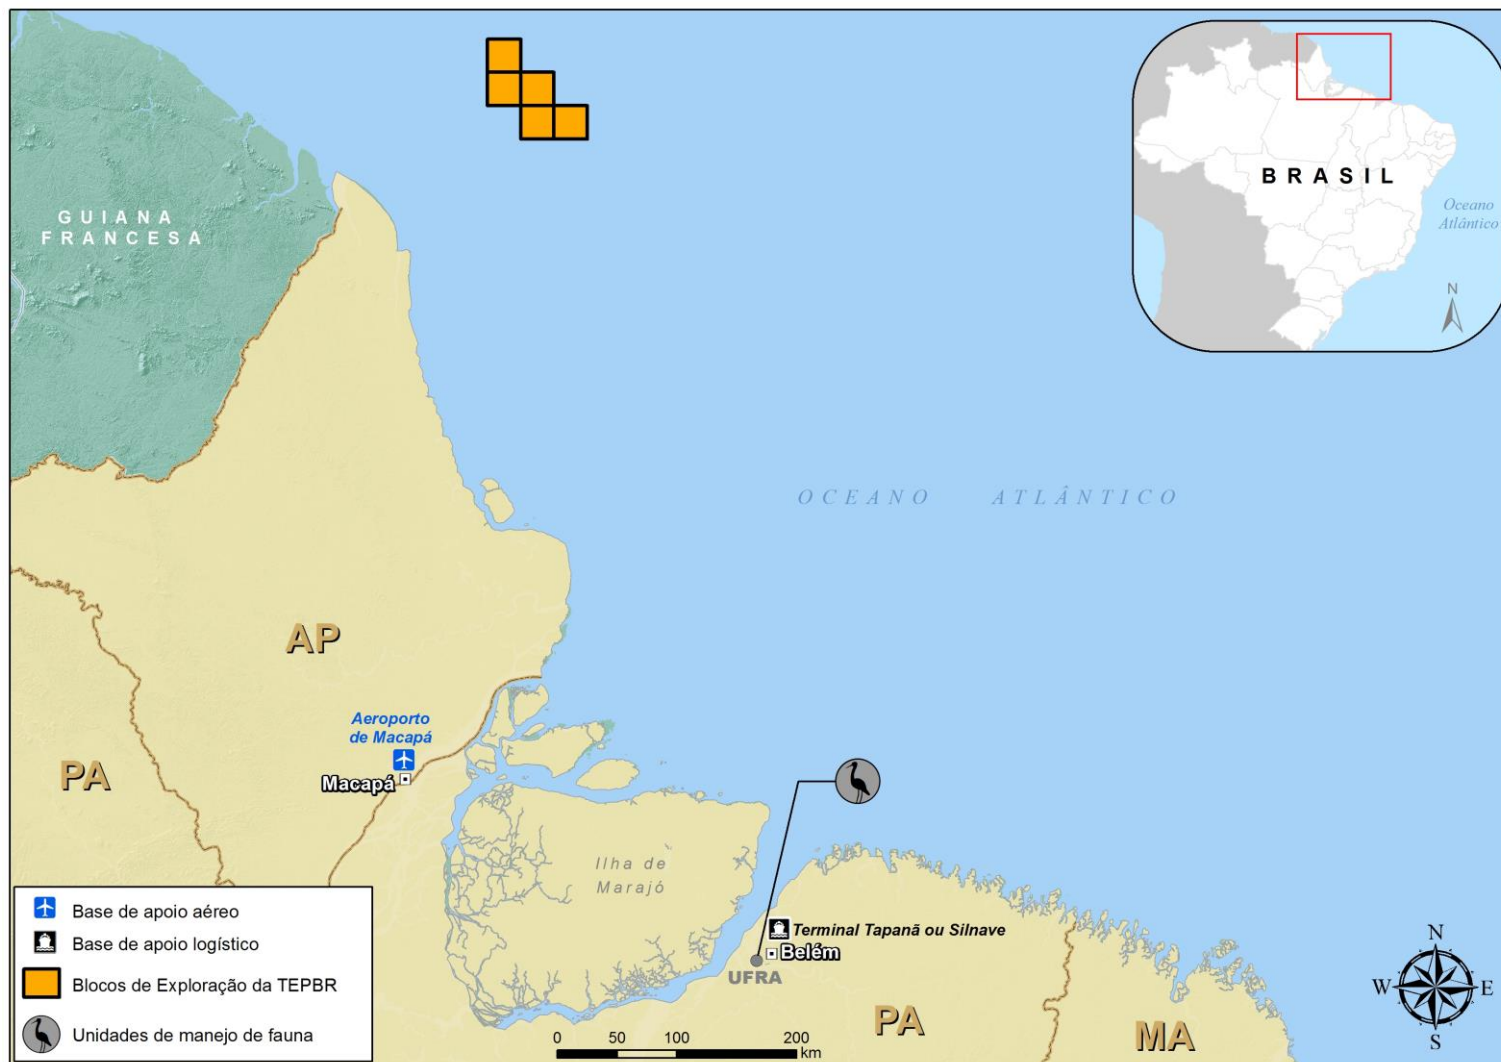 GUIANA
FRANCESA
BRASIL
Oceano
Atlântico
N
OCEANO ATLÂNTICO
AP
Aeroporto
de Macapá
Macapá
PA
Ilha de
Marajó
Terminal Tapanã ou Silnave
Belém
UFRA
PA
MA
N
W E
S
Base de apoio aéreo
Base de apoio logístico
Blocos de Exploração da TEPBR
Unidades de manejo de fauna
0 50 100 200
km